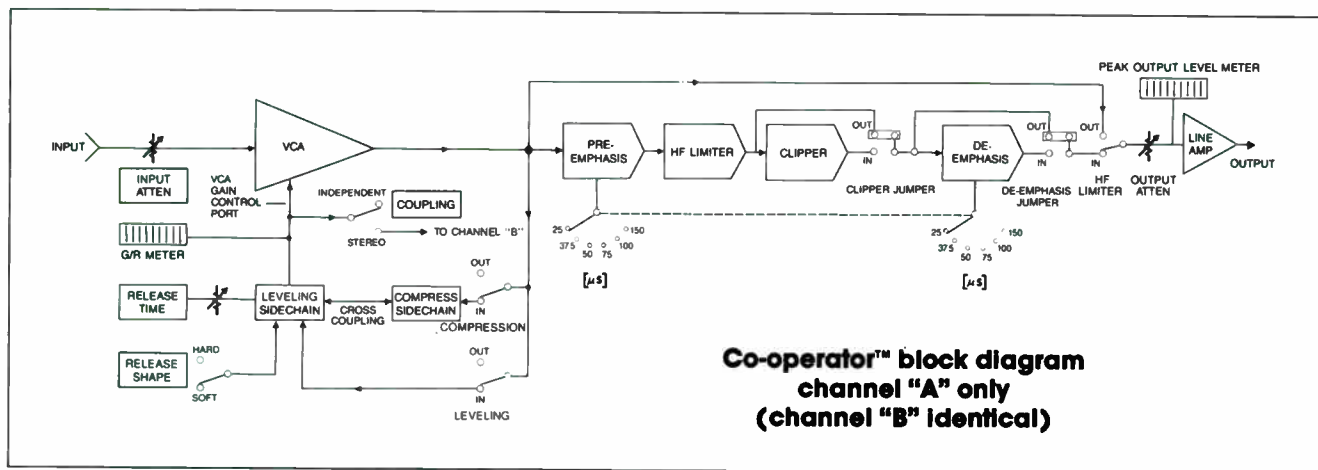 INPUT
INPUT
ATTEN
VCA
VCA
GAIN
CONTROL
PORT
G/R METER
INDEPENDENT
COUPLING
STEREO
TO CHANNEL "B"
RELEASE
TIME
LEVELING
SIDECHAIN
CROSS
COUPLING
COMPRESS
SIDECHAIN
OUT
IN
COMPRESSION
RELEASE
SHAPE
HARD
SOFT
OUT
IN
LEVELING
PRE-
EMPHASIS
HF LIMITER
CLIPPER
OUT
IN
CLIPPER JUMPER
DE-
EMPHASIS
OUT
IN
DE-EMPHASIS
JUMPER
OUT
IN
HF
LIMITER
PEAK OUTPUT LEVEL METER
OUTPUT
ATTEN
LINE
AMP
OUTPUT
25
37.5
50
75
100
150
[μs]
25
37.5
50
75
100
150
[μs]
Co-operator™ block diagram
channel "A" only
(channel "B" identical)